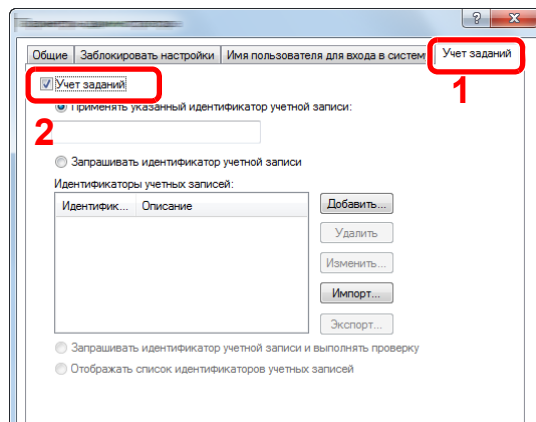 Общие Заблокировать настройки Имя пользователя для входа в систем Учет заданий
1
Учет заданий
Применять указанный идентификатор учетной записи:
2
Запрашивать идентификатор учетной записи
Идентификаторы учетных записей:
Идентифик... Описание
Добавить...
Удалить
Изменить...
Импорт...
Экспорт...
Запрашивать идентификатор учетной записи и выполнять проверку
Отображать список идентификаторов учетных записей